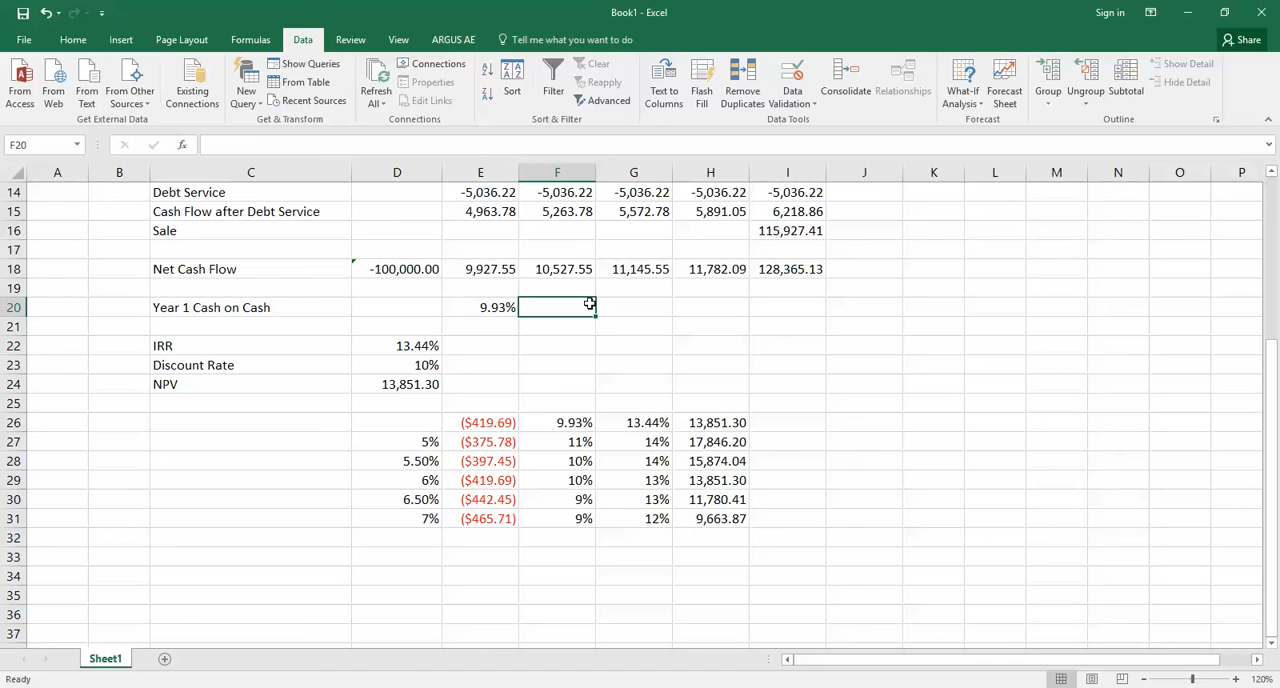 Book1 - Excel
Sign in
File Home Insert Page Layout Formulas Data Review View ARGUS AE Tell me what you want to do Share
From Access
From Web
From Text
From Other Sources
Existing Connections
New Query
Show Queries
From Table
Recent Sources
Refresh All
Connections
Properties
Edit Links
Sort
Filter
Clear
Reapply
Advanced
Text to Columns
Flash Fill
Remove Duplicates
Data Validation
Consolidate
Relationships
What-If Analysis
Forecast Sheet
Group
Ungroup
Subtotal
Show Detail
Hide Detail
Get External Data Get & Transform Connections Sort & Filter Data Tools Forecast Outline
F20 fx
A B C D E F G H I J K L M N O P
14 Debt Service -5,036.22 -5,036.22 -5,036.22 -5,036.22 -5,036.22
15 Cash Flow after Debt Service 4,963.78 5,263.78 5,572.78 5,891.05 6,218.86
16 Sale 115,927.41
17
18 Net Cash Flow -100,000.00 9,927.55 10,527.55 11,145.55 11,782.09 128,365.13
19
20 Year 1 Cash on Cash 9.93%
21
22 IRR 13.44%
23 Discount Rate 10%
24 NPV 13,851.30
25
26 ($419.69) 9.93% 13.44% 13,851.30
27 5% ($375.78) 11% 14% 17,846.20
28 5.50% ($397.45) 10% 14% 15,874.04
29 6% ($419.69) 10% 13% 13,851.30
30 6.50% ($442.45) 9% 13% 11,780.41
31 7% ($465.71) 9% 12% 9,663.87
32
33
34
35
36
37
Sheet1
Ready 120%